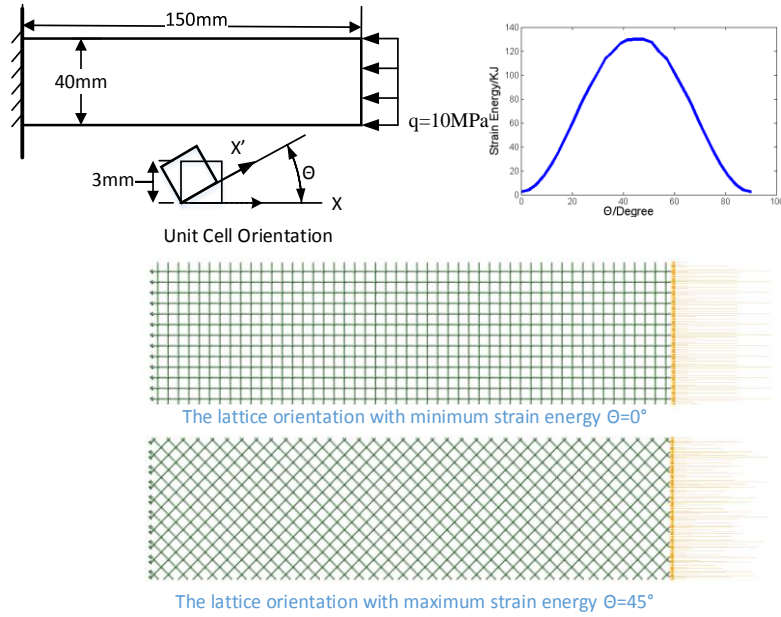 150mm
40mm
q=10MPa
X’
Θ
3mm
X
Unit Cell Orientation
Strain Energy/KJ
140
120
100
80
60
40
20
0
0 20 40 60 80 100
Θ/Degree
The lattice orientation with minimum strain energy Θ=0°
The lattice orientation with maximum strain energy Θ=45°